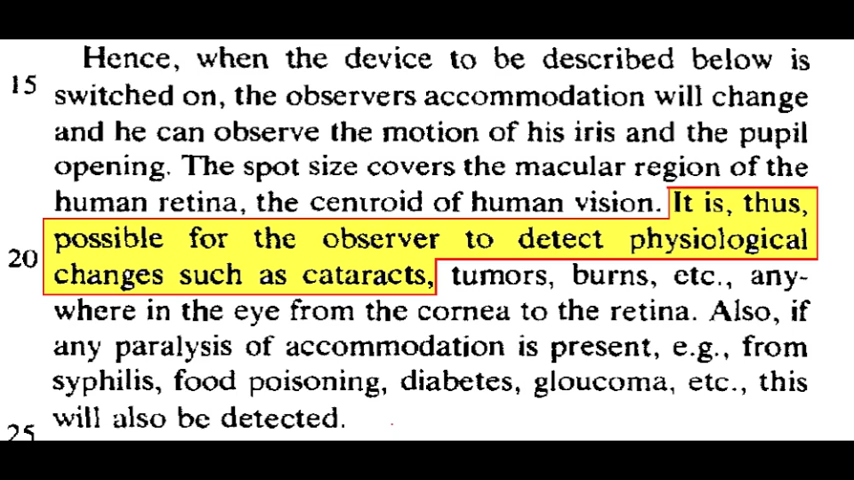 Hence, when the device to be described below is
15
switched on, the observers accommodation will change
and he can observe the motion of his iris and the pupil
opening. The spot size covers the macular region of the
human retina, the centroid of human vision. It is, thus,
possible for the observer to detect physiological
20
changes such as cataracts, tumors, burns, etc., any-
where in the eye from the cornea to the retina. Also, if
any paralysis of accommodation is present, e.g., from
syphilis, food poisoning, diabetes, gloucoma, etc., this
will also be detected.
25